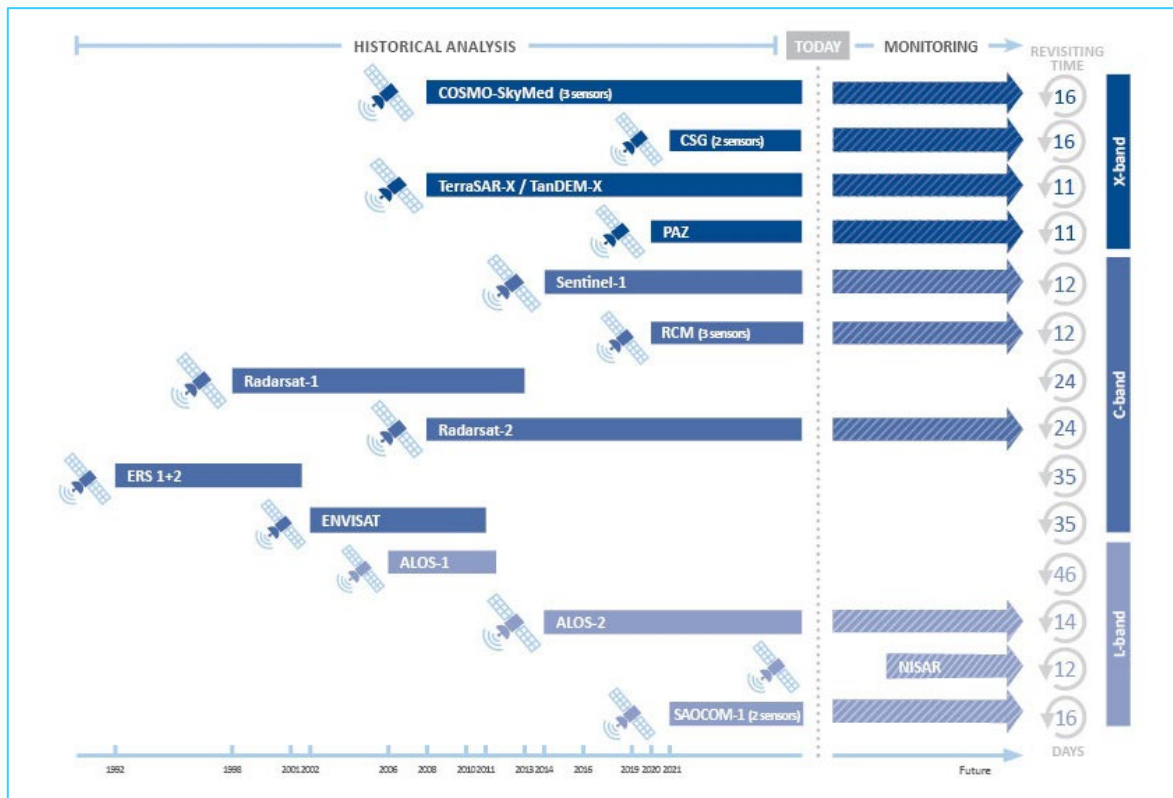 HISTORICAL ANALYSIS
TODAY
MONITORING
REVISITING
TIME
COSMO-SkyMed (3 sensors)
16
CSG (2 sensors)
16
TerraSAR-X / TanDEM-X
11
PAZ
11
X-band
Sentinel-1
12
RCM (3 sensors)
12
Radarsat-1
24
Radarsat-2
24
ERS 1+2
35
ENVISAT
35
C-band
ALOS-1
46
ALOS-2
14
NISAR
12
SAOCOM-1 (2 sensors)
16
L-band
DAYS
1992 1998 2001 2002 2006 2008 2010 2011 2013 2014 2016 2019 2020 2021 Future